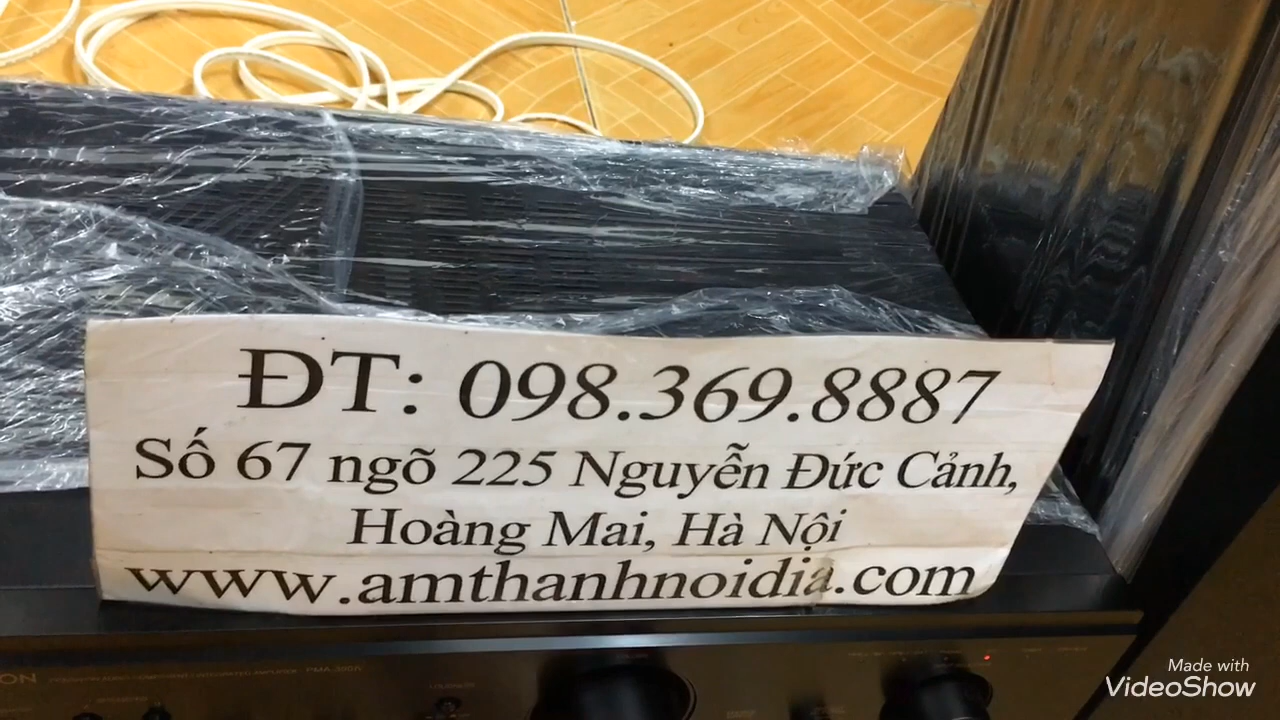 ĐT: 098.369.8887
Số 67 ngõ 225 Nguyễn Đức Cảnh,
Hoàng Mai, Hà Nội
www.amthanhnoidia.com
ON
Made with
VideoShow